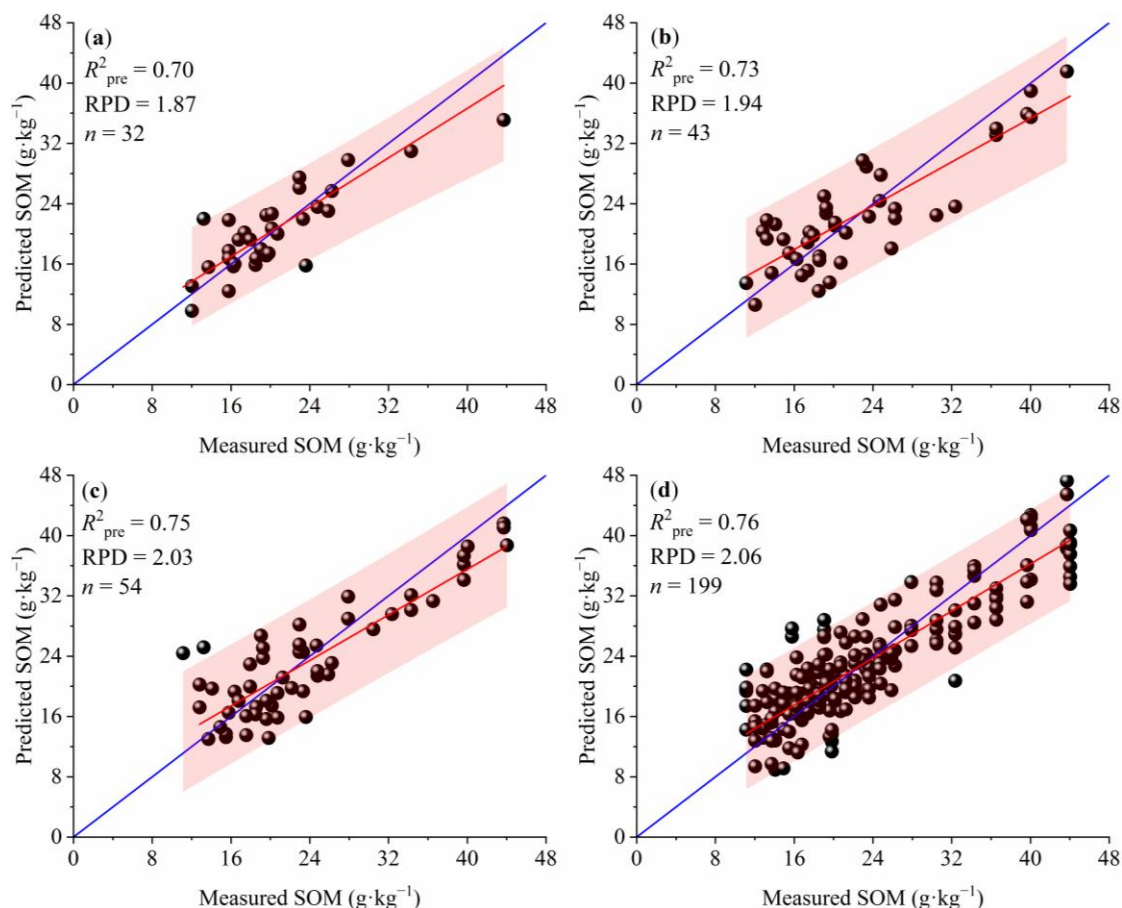 (a)
R²pre = 0.70
RPD = 1.87
n = 32
48
40
32
24
16
8
0
Predicted SOM (g·kg⁻¹)
0 8 16 24 32 40 48
Measured SOM (g·kg⁻¹)
(b)
R²pre = 0.73
RPD = 1.94
n = 43
48
40
32
24
16
8
0
Predicted SOM (g·kg⁻¹)
0 8 16 24 32 40 48
Measured SOM (g·kg⁻¹)
(c)
R²pre = 0.75
RPD = 2.03
n = 54
48
40
32
24
16
8
0
Predicted SOM (g·kg⁻¹)
0 8 16 24 32 40 48
Measured SOM (g·kg⁻¹)
(d)
R²pre = 0.76
RPD = 2.06
n = 199
48
40
32
24
16
8
0
Predicted SOM (g·kg⁻¹)
0 8 16 24 32 40 48
Measured SOM (g·kg⁻¹)